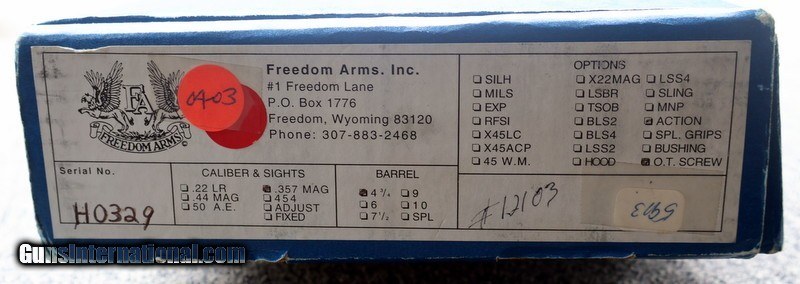 FA
FREEDOM ARMS
0403
Freedom Arms. Inc.
#1 Freedom Lane
P.O. Box 1776
Freedom, Wyoming 83120
Phone: 307-883-2468
OPTIONS
SILH
MILS
EXP
RFSI
X45LC
X45ACP
45 W.M.
X22MAG
LSBR
TSOB
BLS2
BLS4
LSS2
HOOD
LSS4
SLING
MNP
ACTION
SPL. GRIPS
BUSHING
O.T. SCREW
Serial No.
H0329
CALIBER & SIGHTS
.22 LR
.44 MAG
50 A.E.
.357 MAG
454
ADJUST
FIXED
BARREL
4 3/4
6
7 1/2
9
10
SPL
#12103
GunsInternational.com